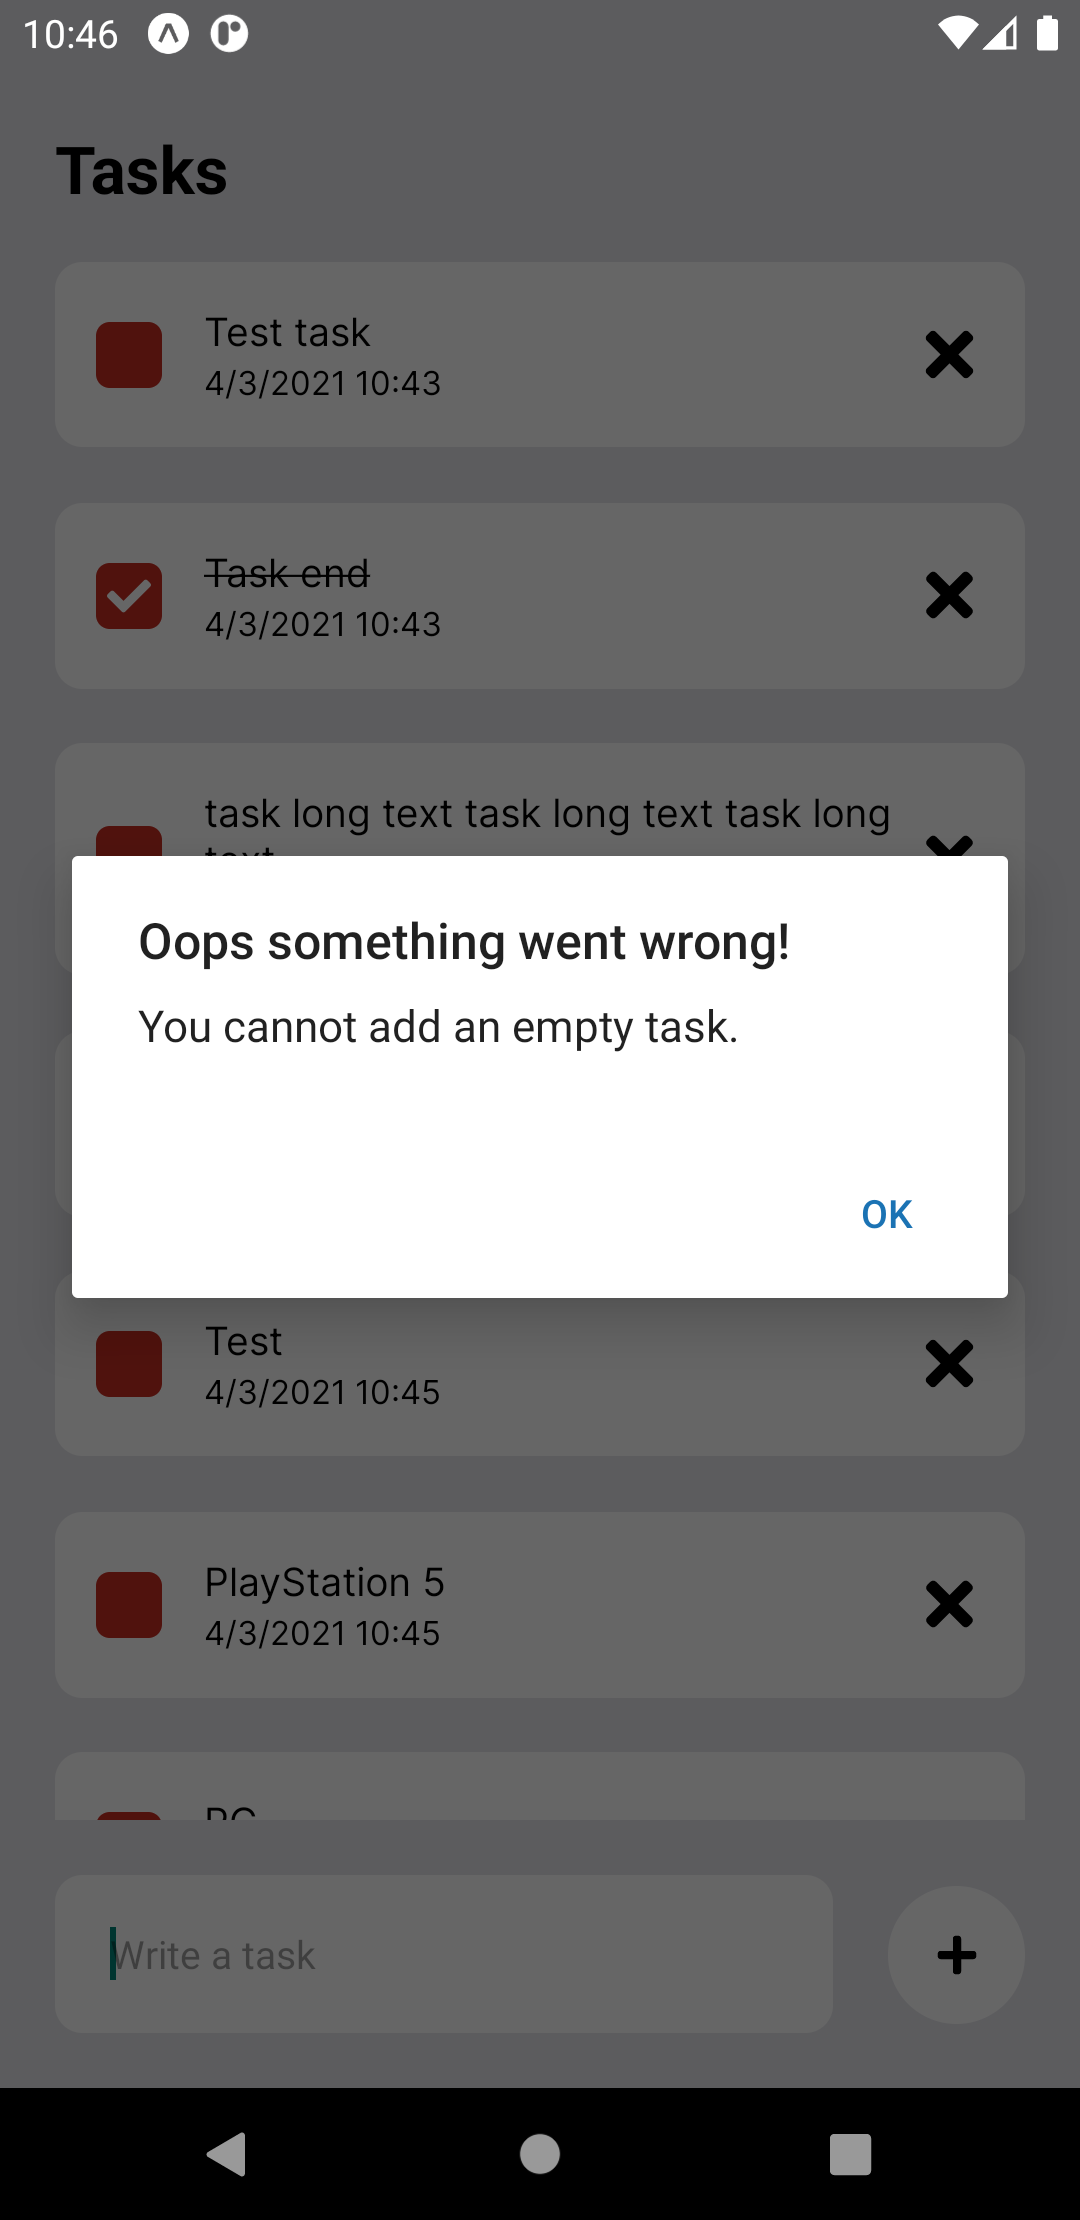 10:46
Tasks
Test task
4/3/2021 10:43
Task end
4/3/2021 10:43
task long text task long text task long
Oops something went wrong!
You cannot add an empty task.
OK
Test
4/3/2021 10:45
PlayStation 5
4/3/2021 10:45
Write a task